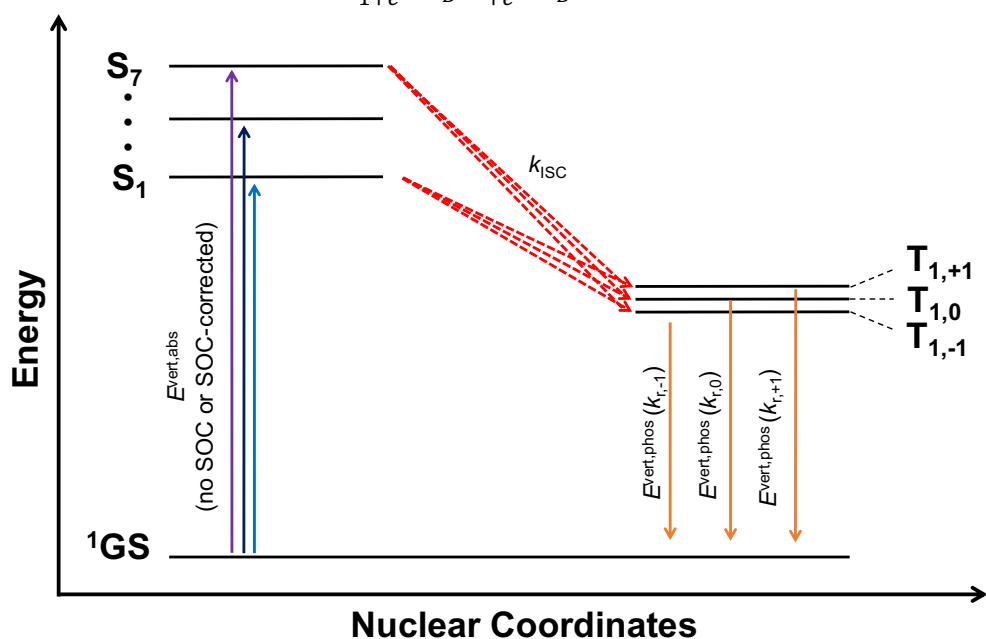 S7
S1
kISC
T1,+1
T1,0
T1,-1
Energy
Evert,abs
(no SOC or SOC-corrected)
Evert,phos (kr,-1)
Evert,phos (kr,0)
Evert,phos (kr,+1)
1GS
Nuclear Coordinates